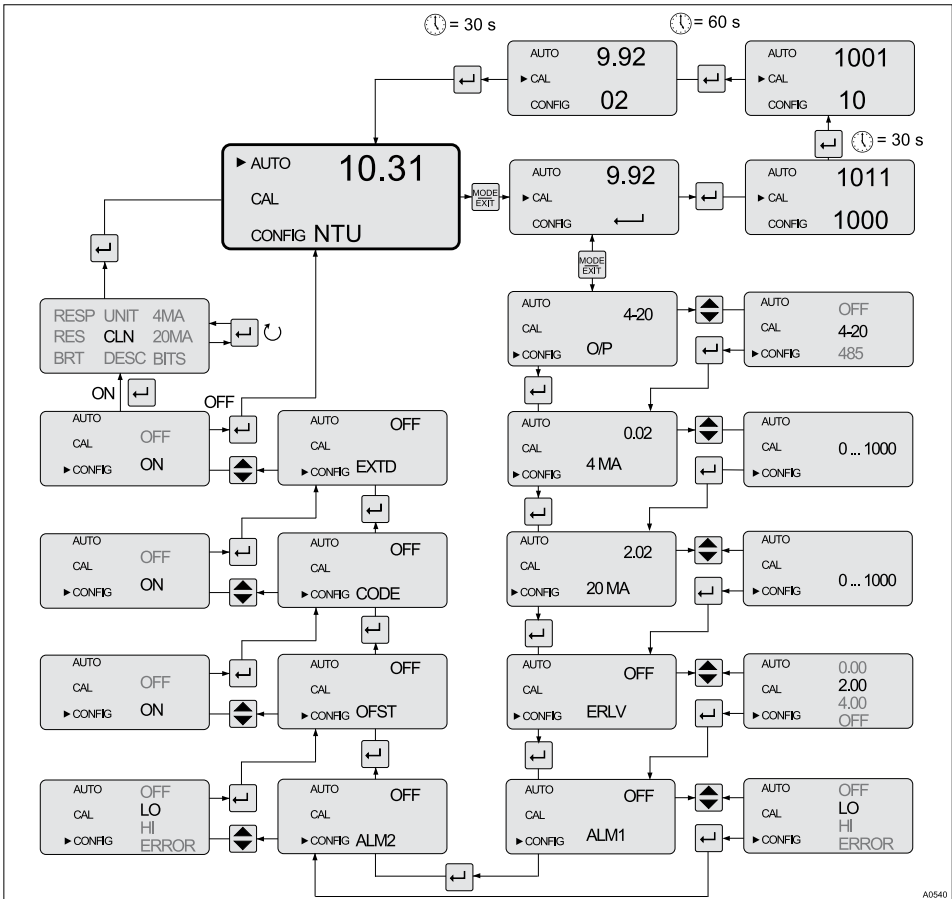 = 30 s
= 60 s
AUTO 9.92
CAL
CONFIG 02
AUTO 1001
CAL
CONFIG 10
= 30 s
AUTO 10.31
CAL
CONFIG NTU
MODE
EXIT
AUTO 9.92
CAL
CONFIG
AUTO 1011
CAL
CONFIG 1000
MODE
EXIT
RESP UNIT 4MA
RES CLN 20MA
BRT DESC BITS
ON
OFF
AUTO 4-20
CAL
CONFIG O/P
AUTO OFF
CAL 4-20
CONFIG 485
AUTO
CAL OFF
CONFIG ON
AUTO OFF
CAL
CONFIG EXTD
AUTO 0.02
CAL
CONFIG 4 MA
AUTO
CAL 0 ... 1000
CONFIG
AUTO
CAL OFF
CONFIG ON
AUTO OFF
CAL
CONFIG CODE
AUTO 2.02
CAL
CONFIG 20 MA
AUTO
CAL 0 ... 1000
CONFIG
AUTO
CAL OFF
CONFIG ON
AUTO OFF
CAL
CONFIG OFST
AUTO OFF
CAL
CONFIG ERLV
AUTO 0.00
CAL 2.00
4.00
CONFIG OFF
AUTO OFF
CAL LO
HI
CONFIG ERROR
AUTO OFF
CAL
CONFIG ALM2
AUTO OFF
CAL
CONFIG ALM1
AUTO OFF
CAL LO
HI
CONFIG ERROR
A0540